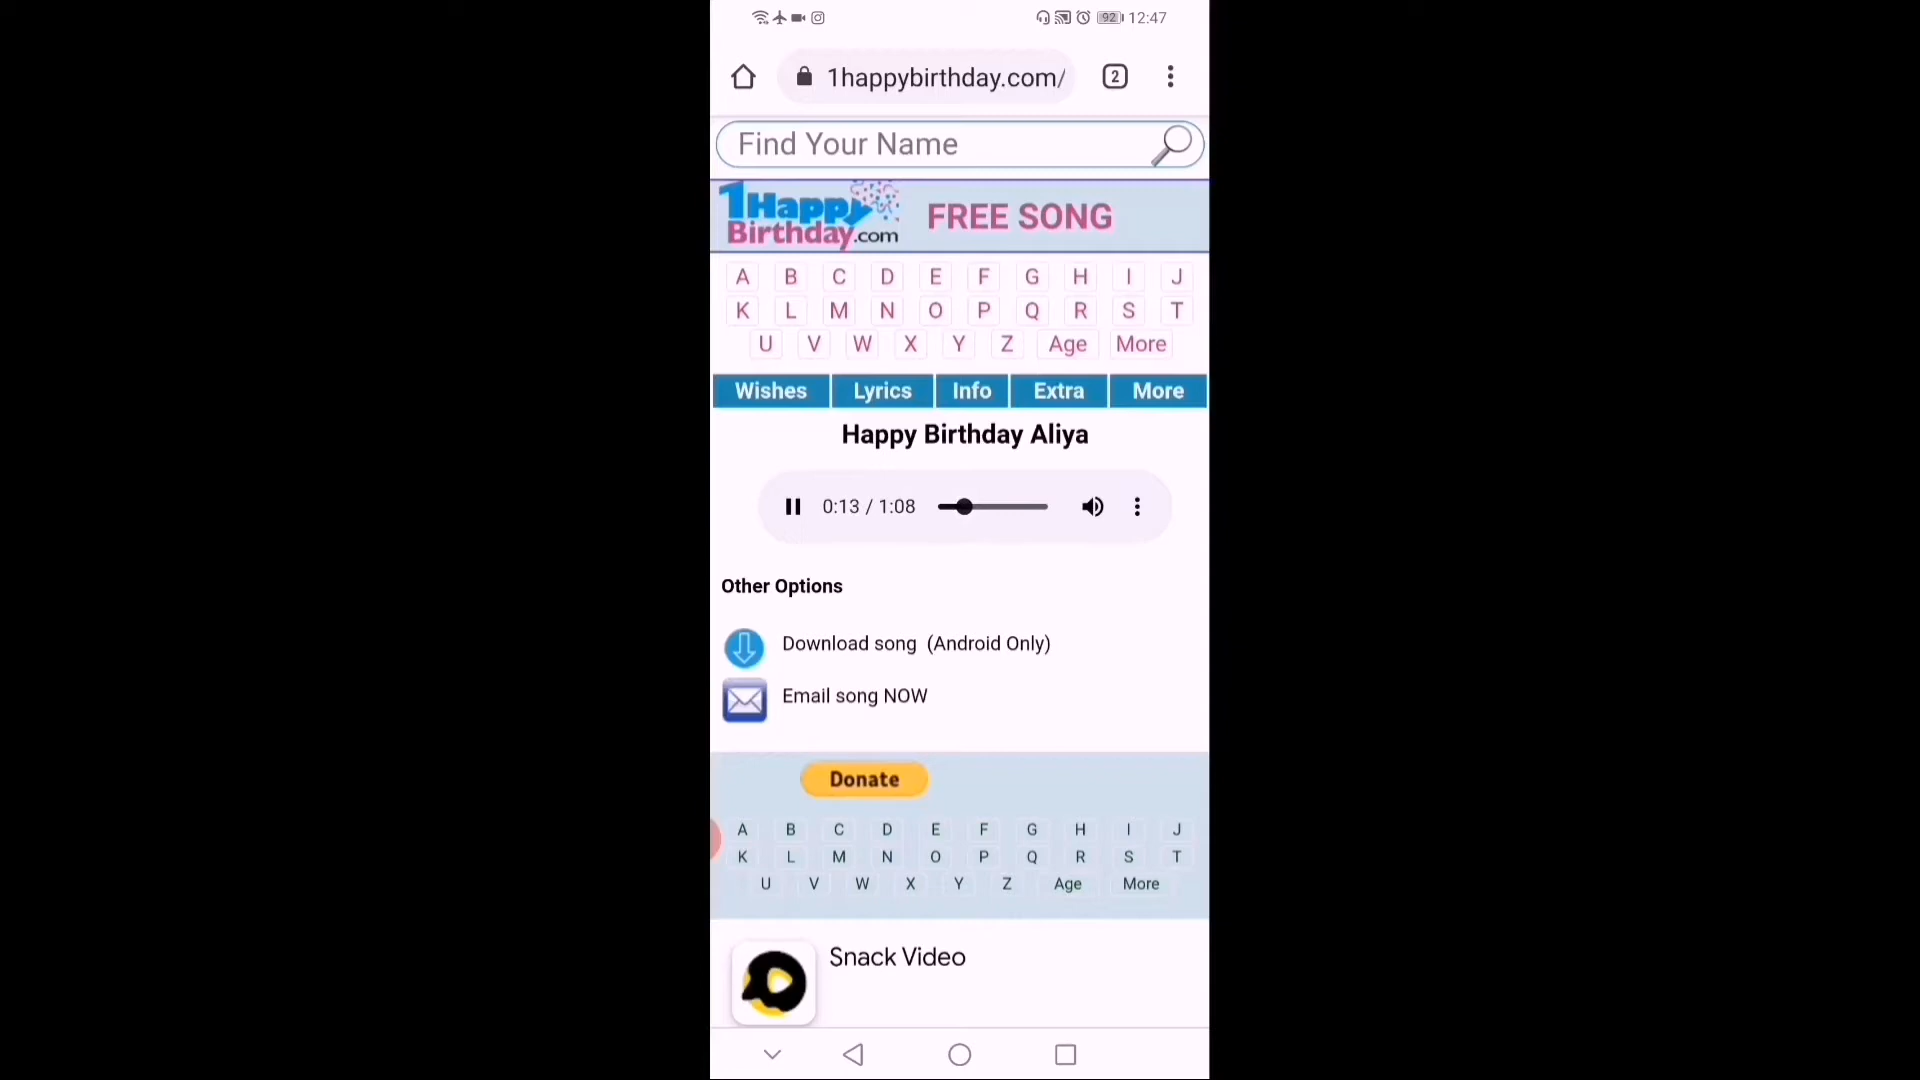 92 12:47
1happybirthday.com/ 2
Find Your Name
1Happy Birthday.com FREE SONG
A B C D E F G H I J
K L M N O P Q R S T
U V W X Y Z Age More
Wishes Lyrics Info Extra More
Happy Birthday Aliya
0:13 / 1:08
Other Options
Download song (Android Only)
Email song NOW
Donate
A B C D E F G H I J
K L M N O P Q R S T
U V W X Y Z Age More
Snack Video